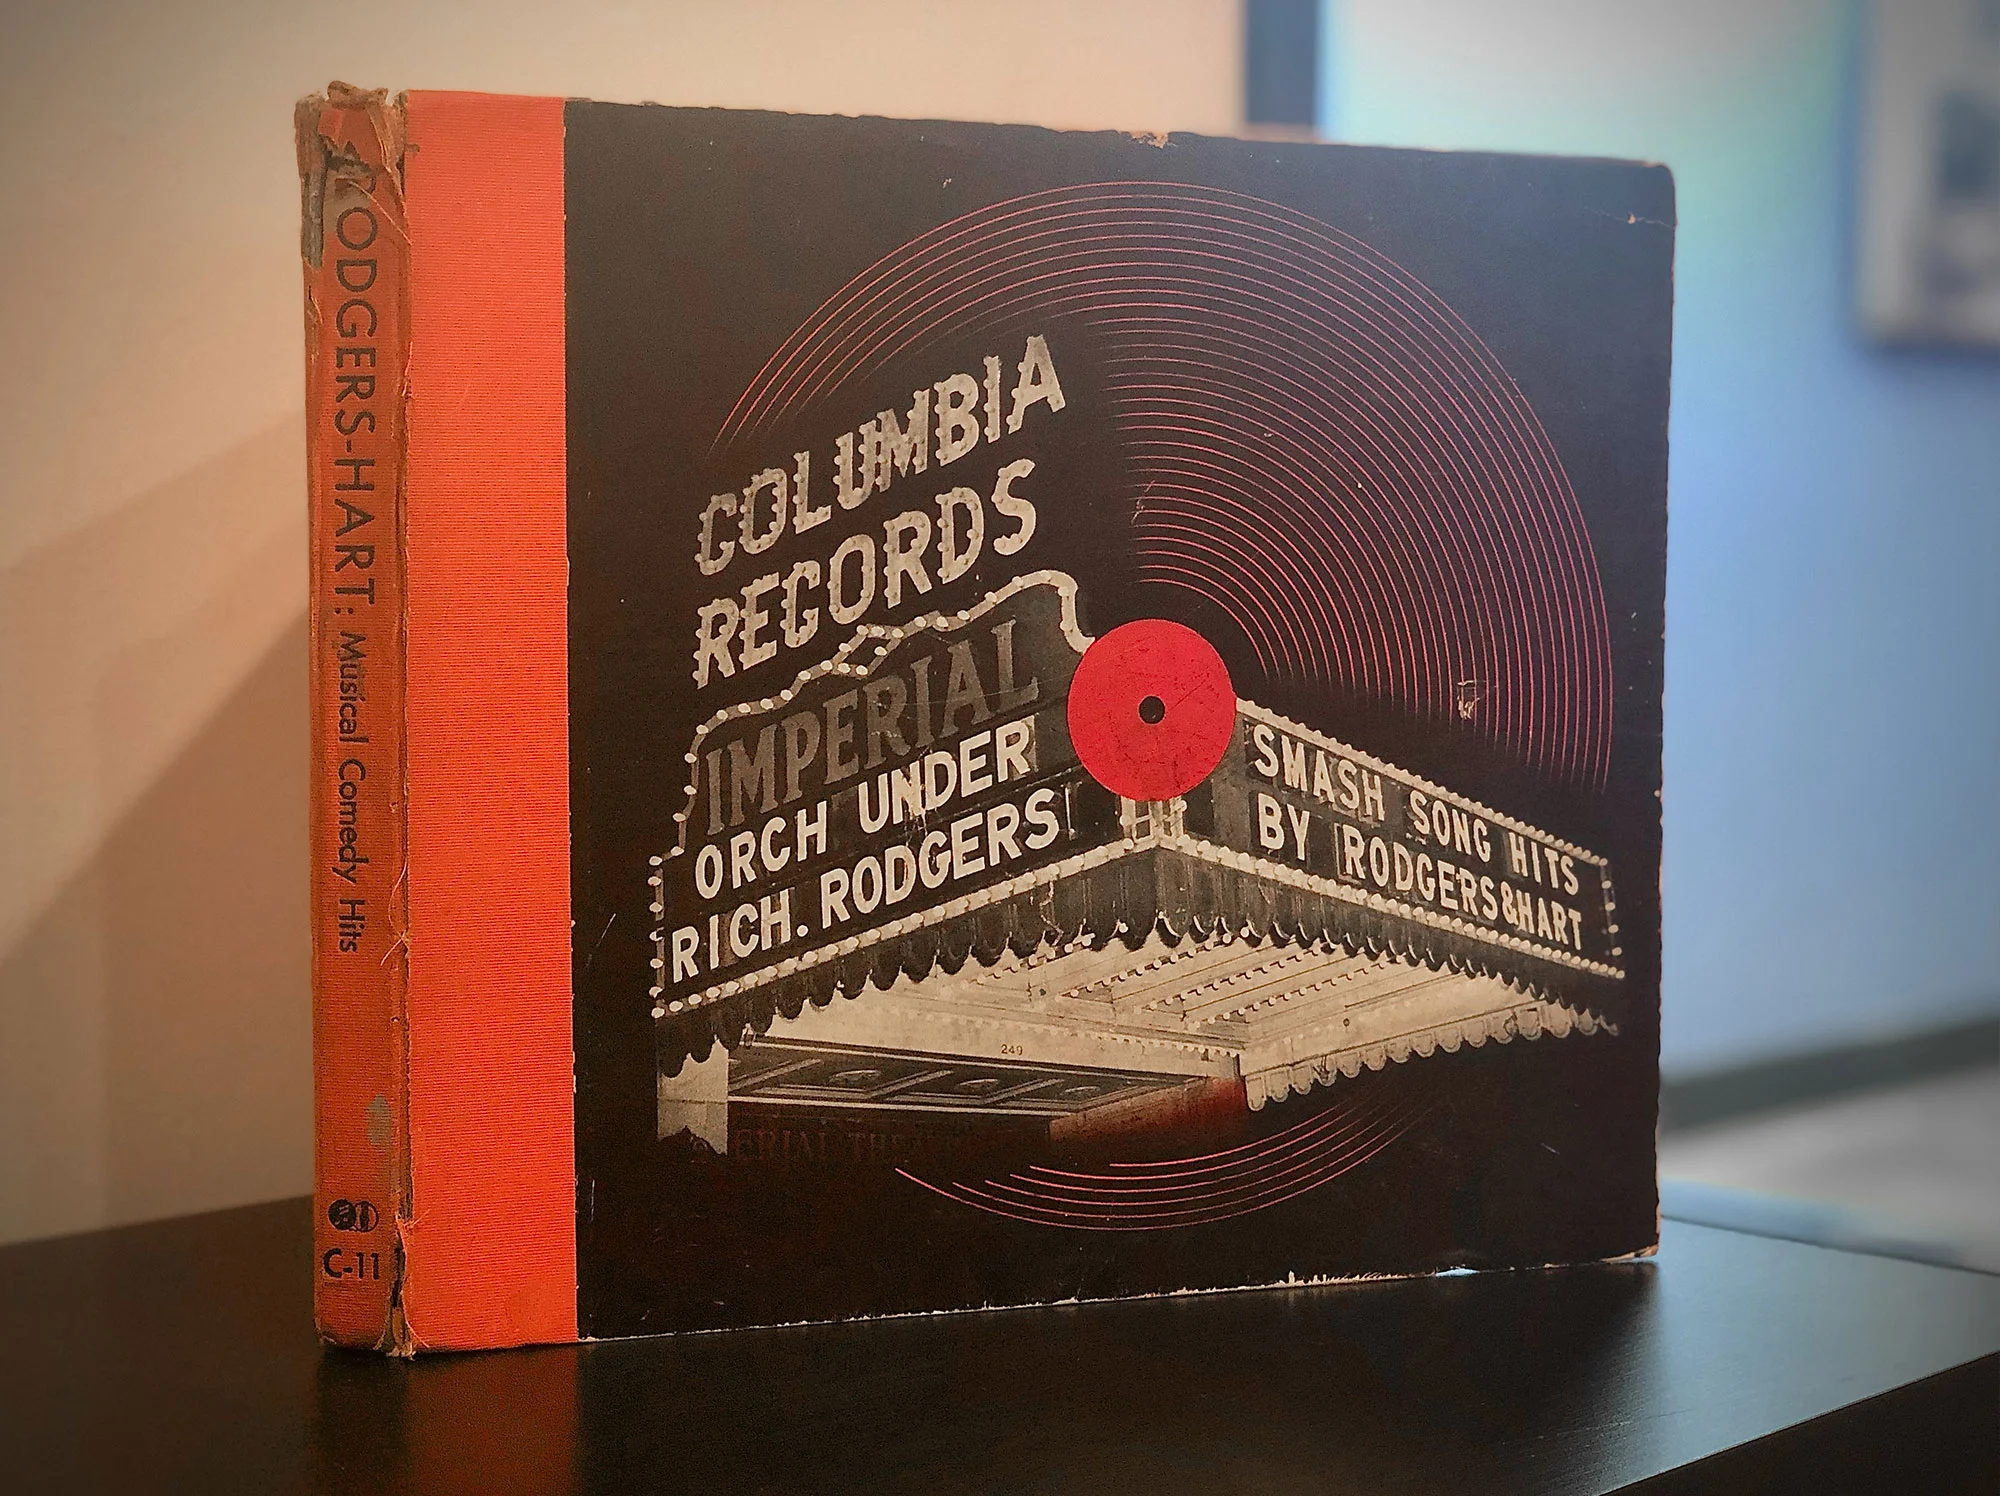 RODGERS-HART: Musical Comedy Hits
C-11
COLUMBIA
RECORDS
IMPERIAL
ORCH UNDER
RICH. RODGERS
SMASH SONG HITS
BY RODGERS&HART
249